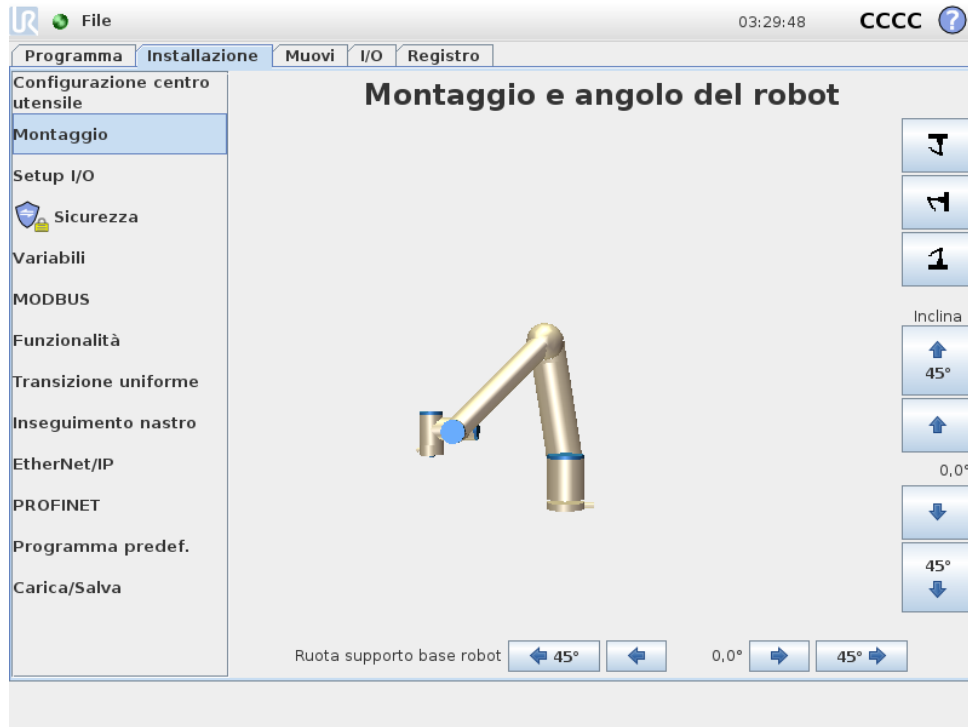 UR
File
03:29:48
CCCC
?
Programma
Installazione
Muovi
I/O
Registro
Configurazione centro
utensile
Montaggio
Setup I/O
Sicurezza
Variabili
MODBUS
Funzionalità
Transizione uniforme
Inseguimento nastro
EtherNet/IP
PROFINET
Programma predef.
Carica/Salva
Montaggio e angolo del robot
Inclina
45°
0,0°
45°
Ruota supporto base robot
45°
0,0°
45°